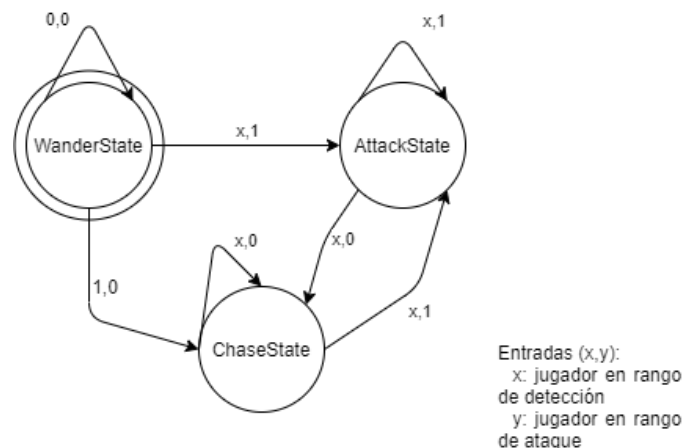 0,0
x,1
WanderState
x,1
AttackState
x,0
x,0
1,0
x,1
ChaseState
Entradas (x,y):
x: jugador en rango
de detección
y: jugador en rango
de ataque